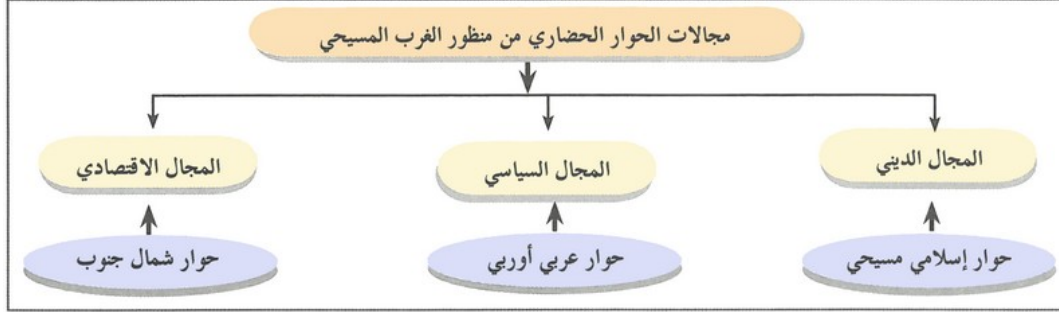 مجالات الحوار الحضاري من منظور الغرب المسيحي
المجال الديني
المجال السياسي
المجال الاقتصادي
حوار إسلامي مسيحي
حوار عربي أوربي
حوار شمال جنوب